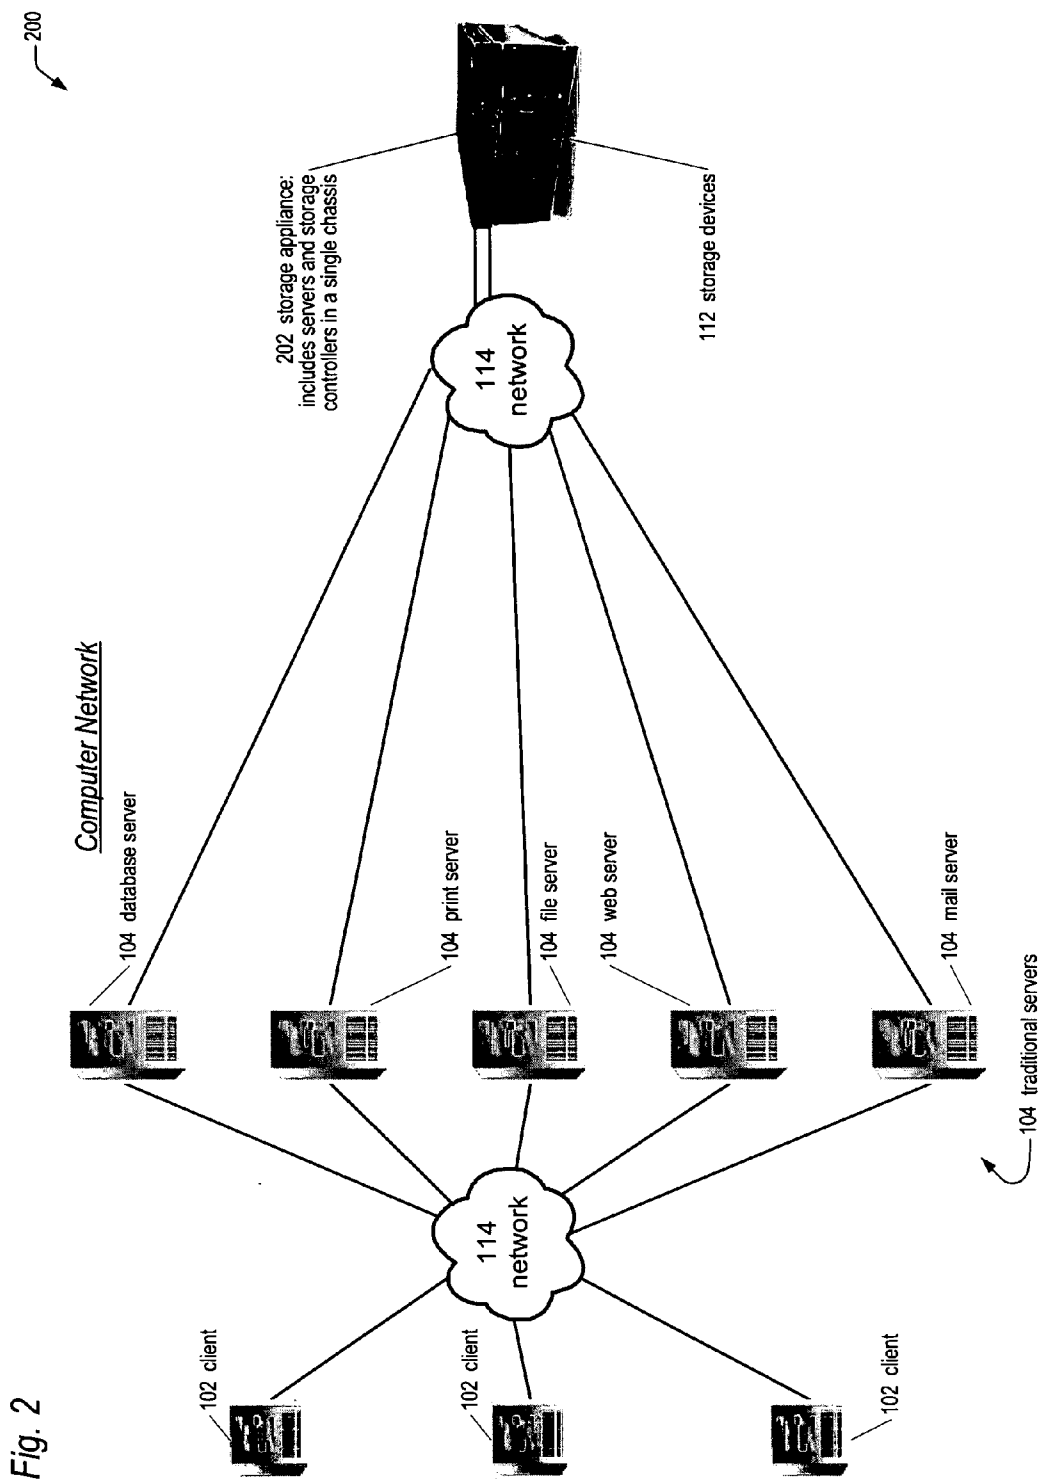 Fig. 2
Computer Network
200
102 client
102 client
102 client
114
network
104 database server
104 print server
104 file server
104 web server
104 mail server
104 traditional servers
114
network
202 storage appliance:
includes servers and storage
controllers in a single chassis
112 storage devices